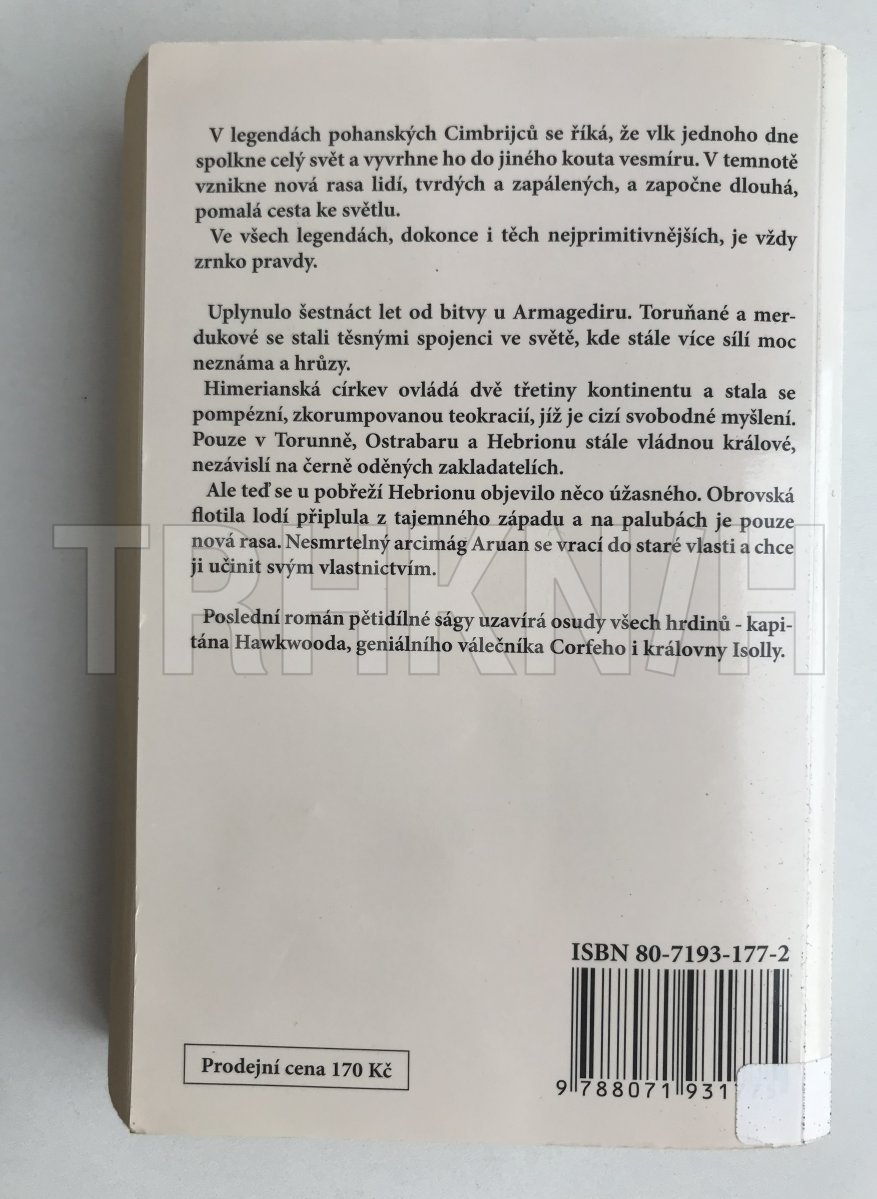 V legendách pohanských Cimbrijců se říká, že vlk jednoho dne
spolkne celý svět a vyvrhne ho do jiného kouta vesmíru. V temnotě
vznikne nová rasa lidí, tvrdých a zapálených, a započne dlouhá,
pomalá cesta ke světlu.
Ve všech legendách, dokonce i těch nejprimitivnějších, je vždy
zrnko pravdy.
Uplynulo šestnáct let od bitvy u Armagediru. Toruňané a mer-
dukové se stali těsnými spojenci ve světě, kde stále více sílí moc
neznáma a hrůzy.
Himerianská církev ovládá dvě třetiny kontinentu a stala se
pompézní, zkorumpovanou teokracií, jíž je cizí svobodné myšlení.
Pouze v Torunně, Ostrabaru a Hebrionu stále vládnou králové,
nezávislí na černě oděných zakladatelích.
Ale teď se u pobřeží Hebrionu objevilo něco úžasného. Obrovská
flotila lodí připlula z tajemného západu a na palubách je pouze
nová rasa. Nesmrtelný arcimág Aruan se vrací do staré vlasti a chce
ji učinit svým vlastnictvím.
Poslední román pětidílné ságy uzavírá osudy všech hrdinů - kapi-
tána Hawkwooda, geniálního válečníka Corfeho i královny Isolly.
TRHKNIH
ISBN 80-7193-177-2
9 788071 931
Prodejní cena 170 Kč